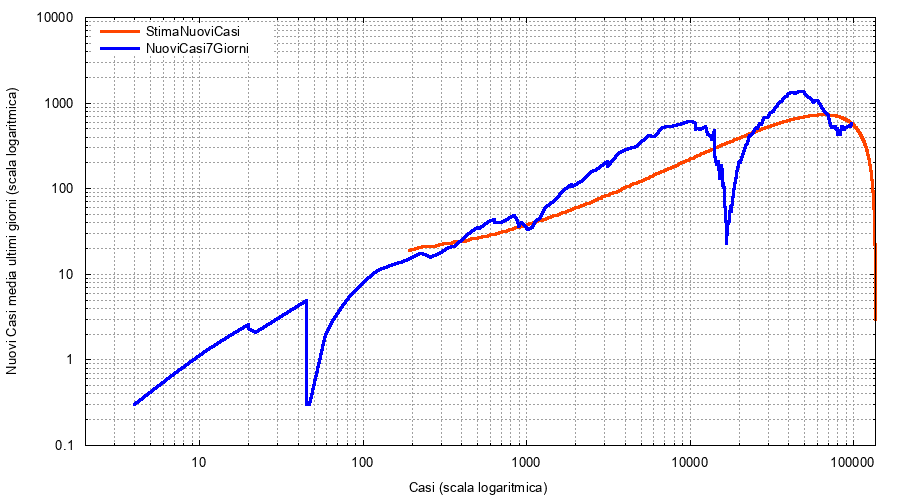 10000
1000
100
10
1
0.1
StimaNuoviCasi
NuoviCasi7Giorni
Nuovi Casi media ultimi giorni (scala logaritmica)
10 100 1000 10000 100000
Casi (scala logaritmica)